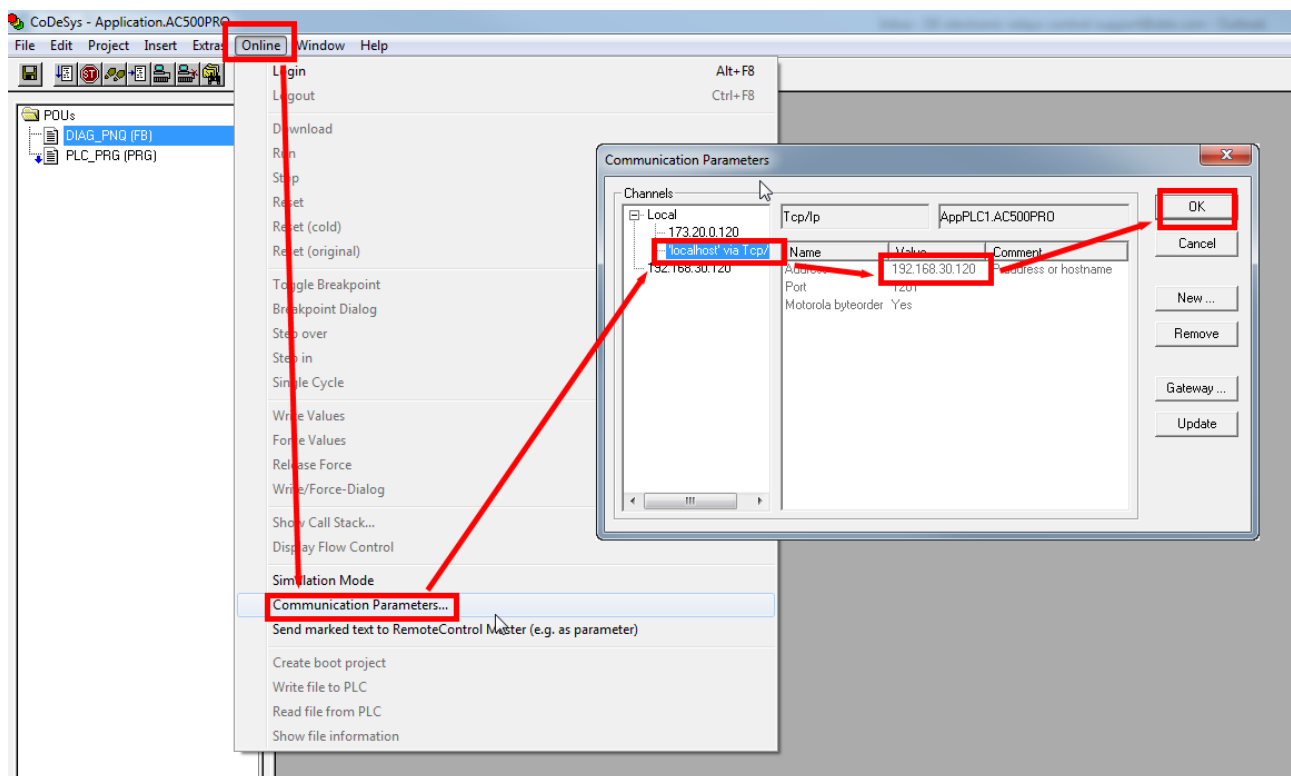 CoDeSys - Application.AC500PRO
File Edit Project Insert Extras Online Window Help
POUs
DIAG_PNQ (FB)
PLC_PRG (PRG)
Login Alt+F8
Logout Ctrl+F8
Download
Run
Stop
Reset
Reset (cold)
Reset (original)
Toggle Breakpoint
Breakpoint Dialog
Step over
Step in
Single Cycle
Write Values
Force Values
Release Force
Write/Force-Dialog
Show Call Stack...
Display Flow Control
Simulation Mode
Communication Parameters...
Send marked text to RemoteControl Master (e.g. as parameter)
Create boot project
Write file to PLC
Read file from PLC
Show file information
Communication Parameters
Channels
Local
173.20.0.120
'localhost' via Tcp/
192.168.30.120
Tcp/Ip AppPLC1.AC500PRO
Name Value Comment
Address 192.168.30.120 IP address or hostname
Port 1201
Motorola byteorder Yes
OK
Cancel
New ...
Remove
Gateway ...
Update